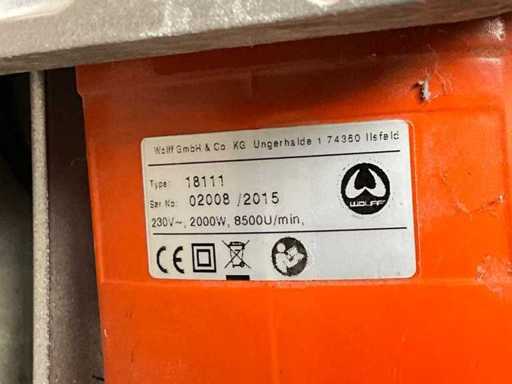 Wolff GmbH & Co. KG Ungerhalde 1 74360 Ilsfeld
Type: 18111
Ser No: 02008 /2015
230V~, 2000W, 8500U/min,
WOLFF
CE